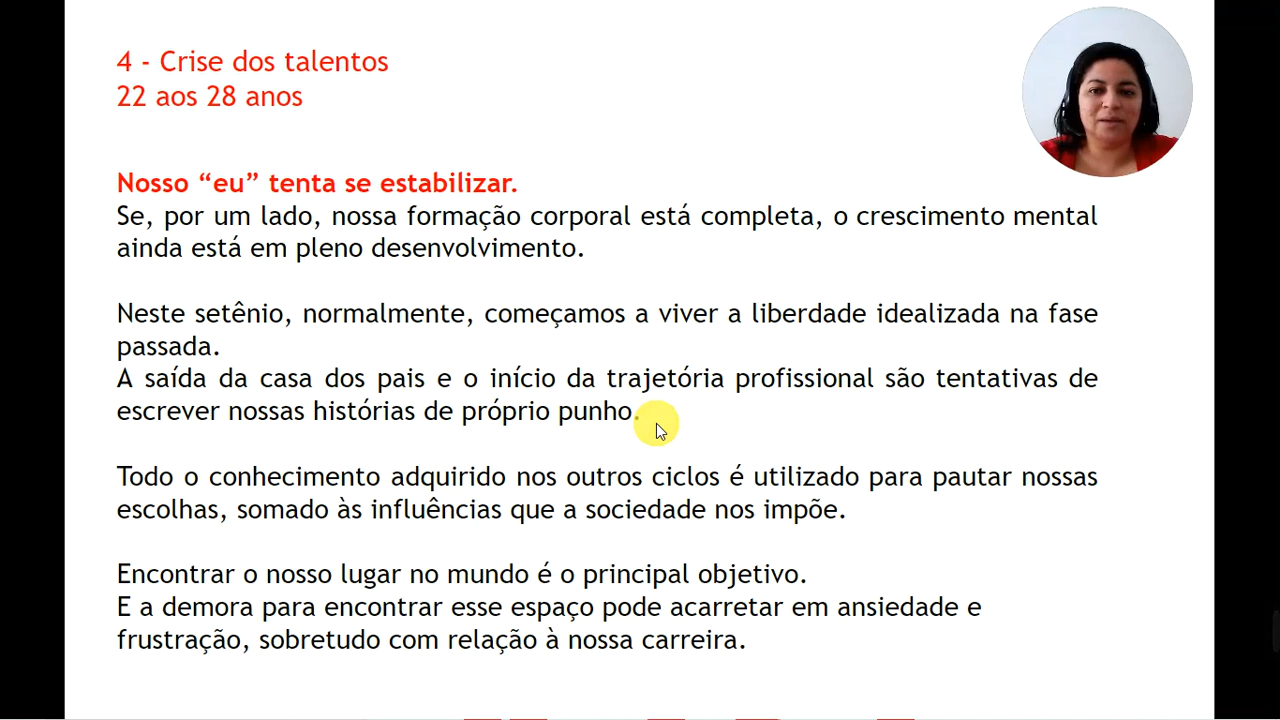 4 - Crise dos talentos
22 aos 28 anos
Nosso “eu” tenta se estabilizar.
Se, por um lado, nossa formação corporal está completa, o crescimento mental
ainda está em pleno desenvolvimento.
Neste setênio, normalmente, começamos a viver a liberdade idealizada na fase
passada.
A saída da casa dos pais e o início da trajetória profissional são tentativas de
escrever nossas histórias de próprio punho.
Todo o conhecimento adquirido nos outros ciclos é utilizado para pautar nossas
escolhas, somado às influências que a sociedade nos impõe.
Encontrar o nosso lugar no mundo é o principal objetivo.
E a demora para encontrar esse espaço pode acarretar em ansiedade e
frustração, sobretudo com relação à nossa carreira.